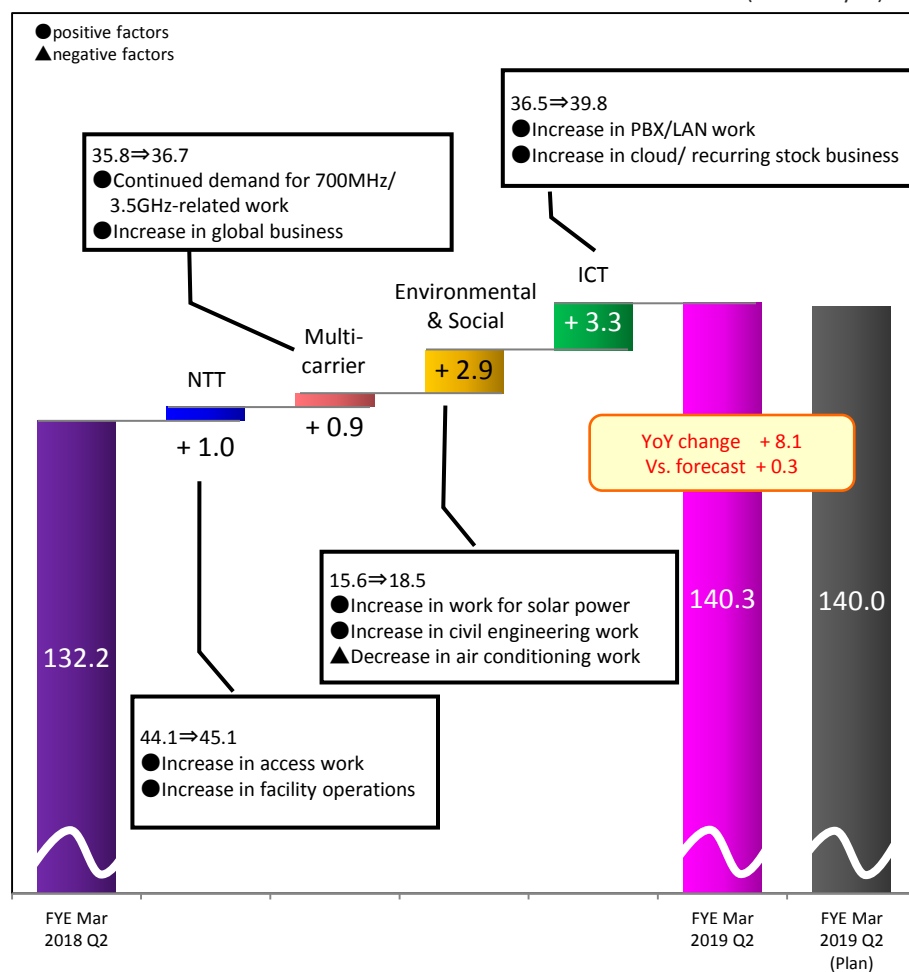 ●positive factors
▲negative factors
36.5⇒39.8
●Increase in PBX/LAN work
●Increase in cloud/ recurring stock business
35.8⇒36.7
●Continued demand for 700MHz/
3.5GHz-related work
●Increase in global business
ICT
+ 3.3
Environmental
& Social
+ 2.9
Multi-
carrier
+ 0.9
NTT
+ 1.0
YoY change + 8.1
Vs. forecast + 0.3
15.6⇒18.5
●Increase in work for solar power
●Increase in civil engineering work
▲Decrease in air conditioning work
132.2
140.3
140.0
44.1⇒45.1
●Increase in access work
●Increase in facility operations
FYE Mar
2018 Q2
FYE Mar
2019 Q2
FYE Mar
2019 Q2
(Plan)